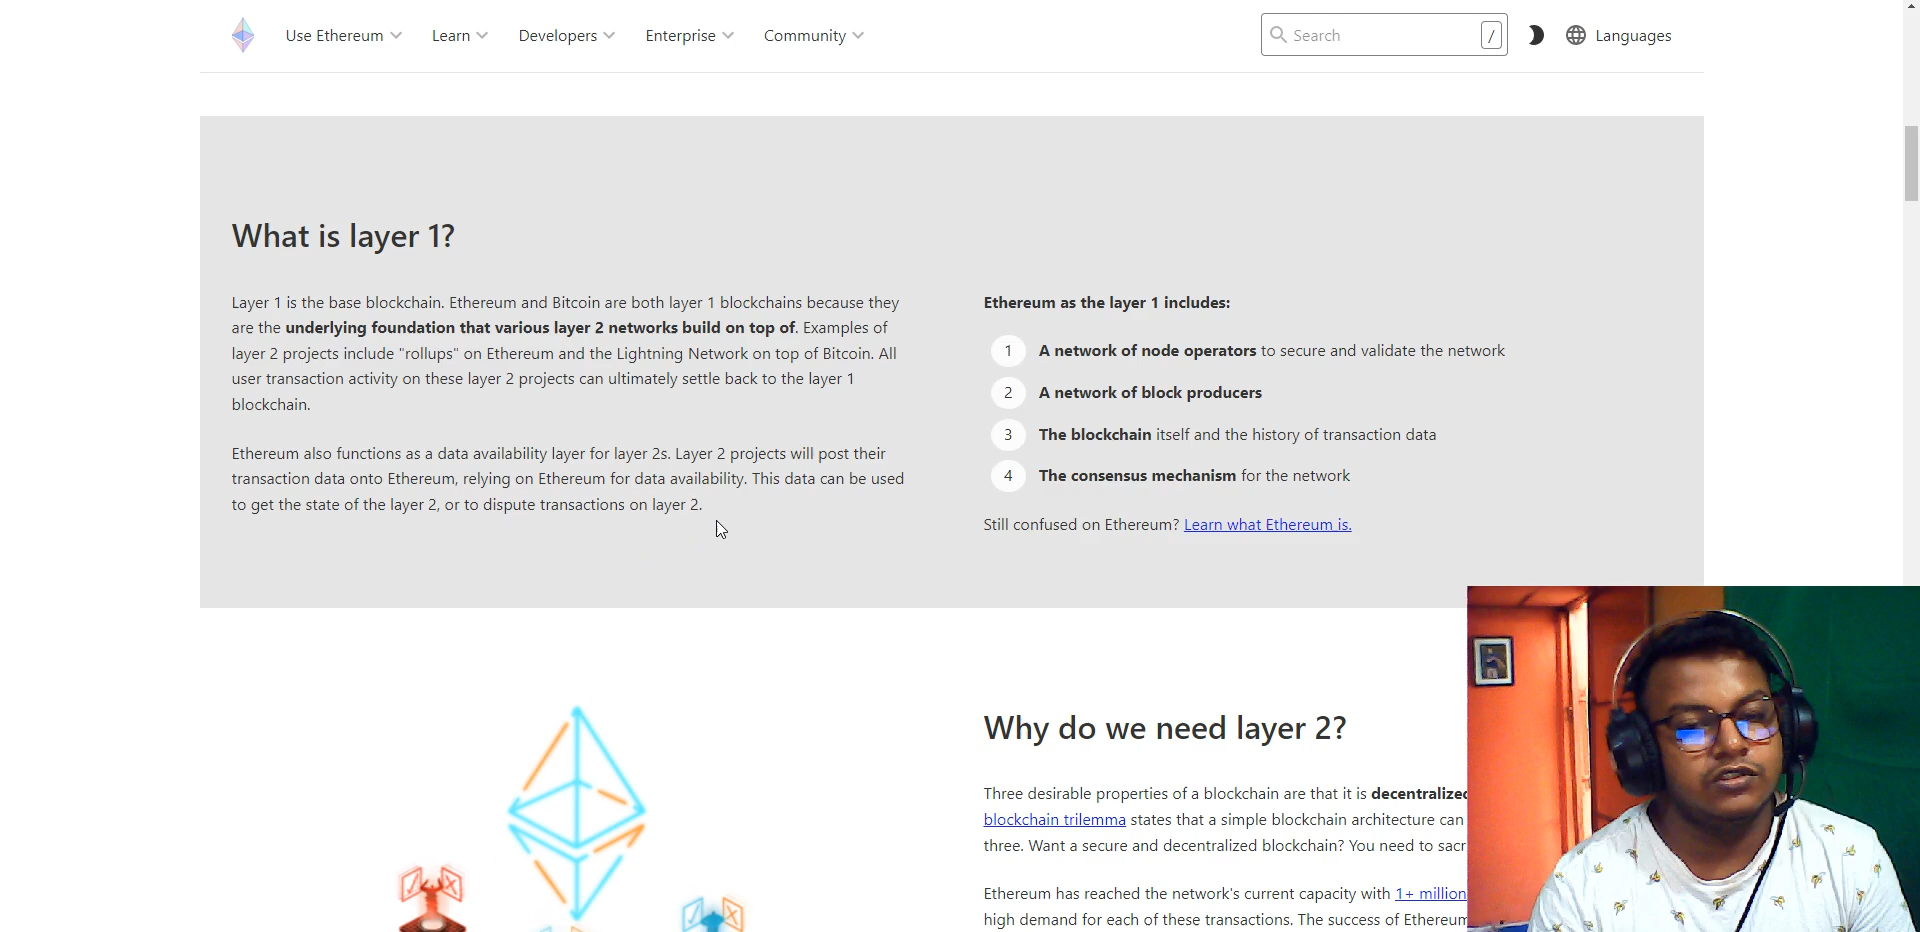 Use Ethereum Learn Developers Enterprise Community Search / Languages
What is layer 1?
Layer 1 is the base blockchain. Ethereum and Bitcoin are both layer 1 blockchains because they
are the underlying foundation that various layer 2 networks build on top of. Examples of
layer 2 projects include "rollups" on Ethereum and the Lightning Network on top of Bitcoin. All
user transaction activity on these layer 2 projects can ultimately settle back to the layer 1
blockchain.
Ethereum also functions as a data availability layer for layer 2s. Layer 2 projects will post their
transaction data onto Ethereum, relying on Ethereum for data availability. This data can be used
to get the state of the layer 2, or to dispute transactions on layer 2.
Ethereum as the layer 1 includes:
1 A network of node operators to secure and validate the network
2 A network of block producers
3 The blockchain itself and the history of transaction data
4 The consensus mechanism for the network
Still confused on Ethereum? Learn what Ethereum is.
Why do we need layer 2?
Three desirable properties of a blockchain are that it is decentralized
blockchain trilemma states that a simple blockchain architecture can
three. Want a secure and decentralized blockchain? You need to sacr
Ethereum has reached the network's current capacity with 1+ million
high demand for each of these transactions. The success of Ethereum